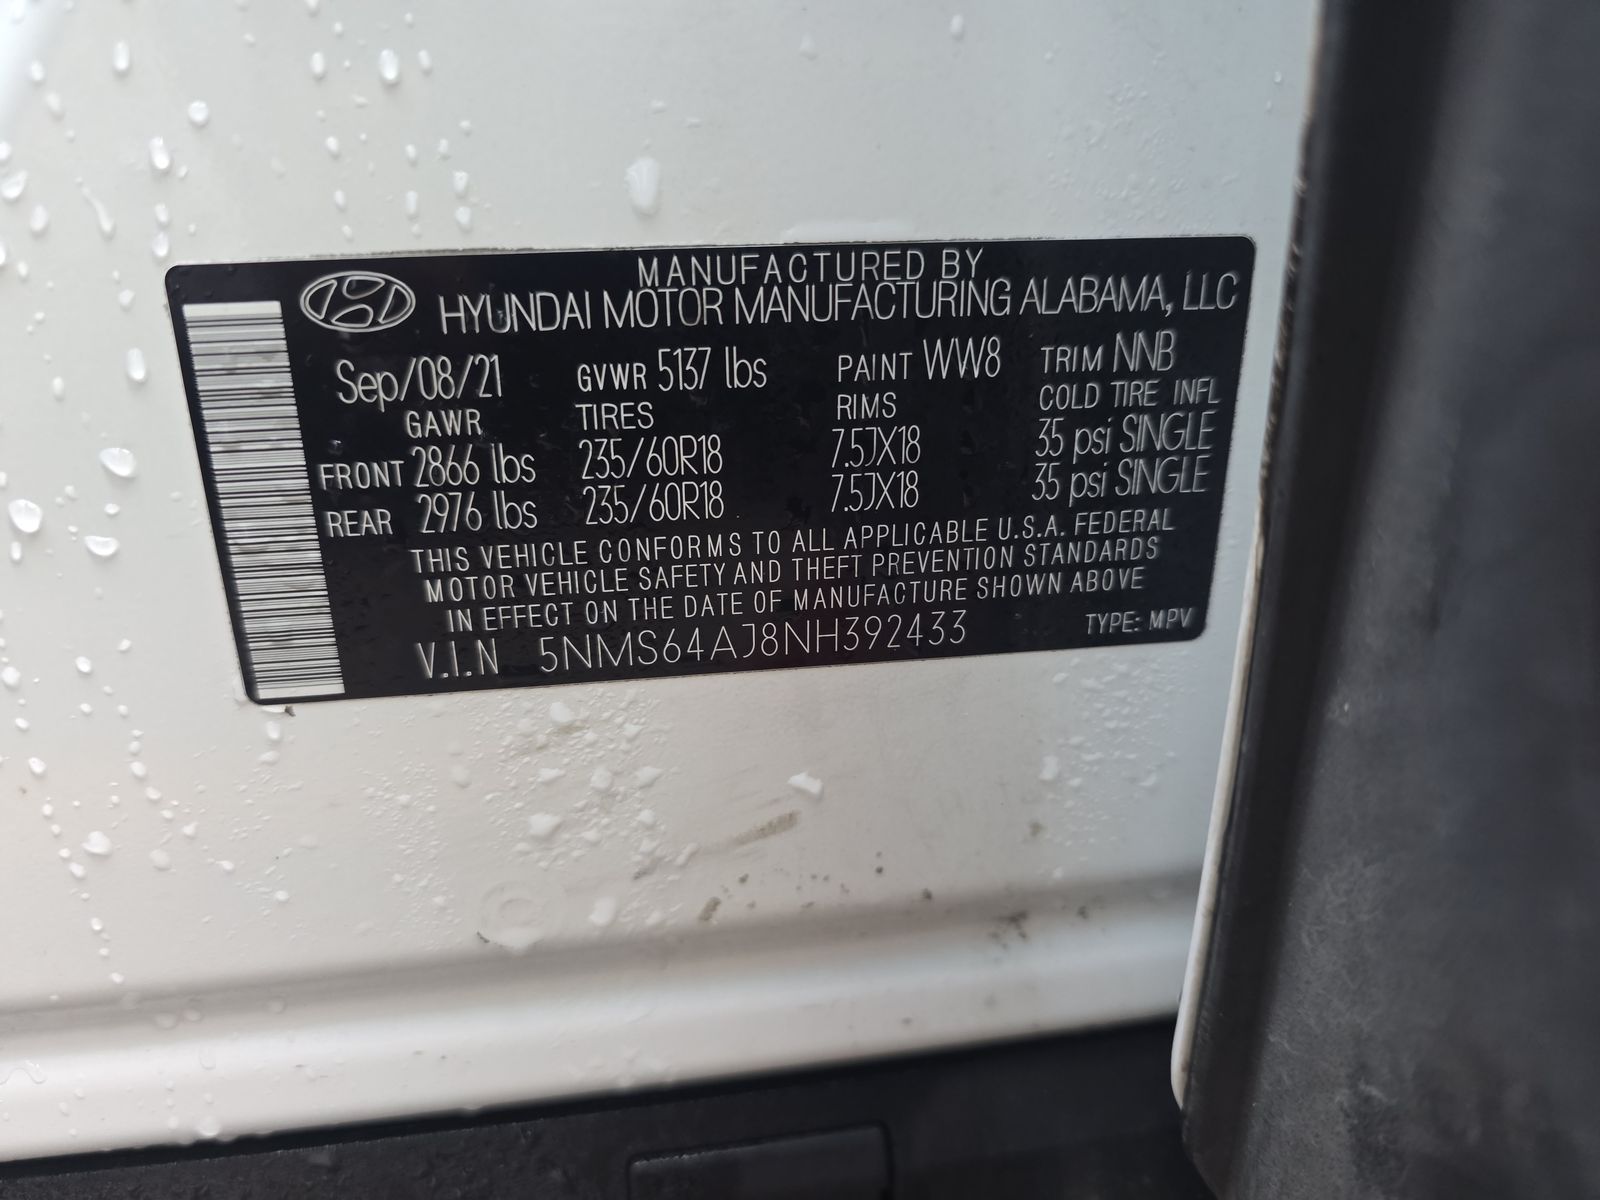 MANUFACTURED BY
HYUNDAI MOTOR MANUFACTURING ALABAMA, LLC
Sep/08/21 GVWR 5137 lbs PAINT WW8 TRIM NNB
GAWR TIRES RIMS COLD TIRE INFL
FRONT 2866 lbs 235/60R18 7.5JX18 35 psi SINGLE
REAR 2976 lbs 235/60R18 7.5JX18 35 psi SINGLE
THIS VEHICLE CONFORMS TO ALL APPLICABLE U.S.A. FEDERAL
MOTOR VEHICLE SAFETY AND THEFT PREVENTION STANDARDS
IN EFFECT ON THE DATE OF MANUFACTURE SHOWN ABOVE
V.I.N 5NMS64AJ8NH392433 TYPE: MPV